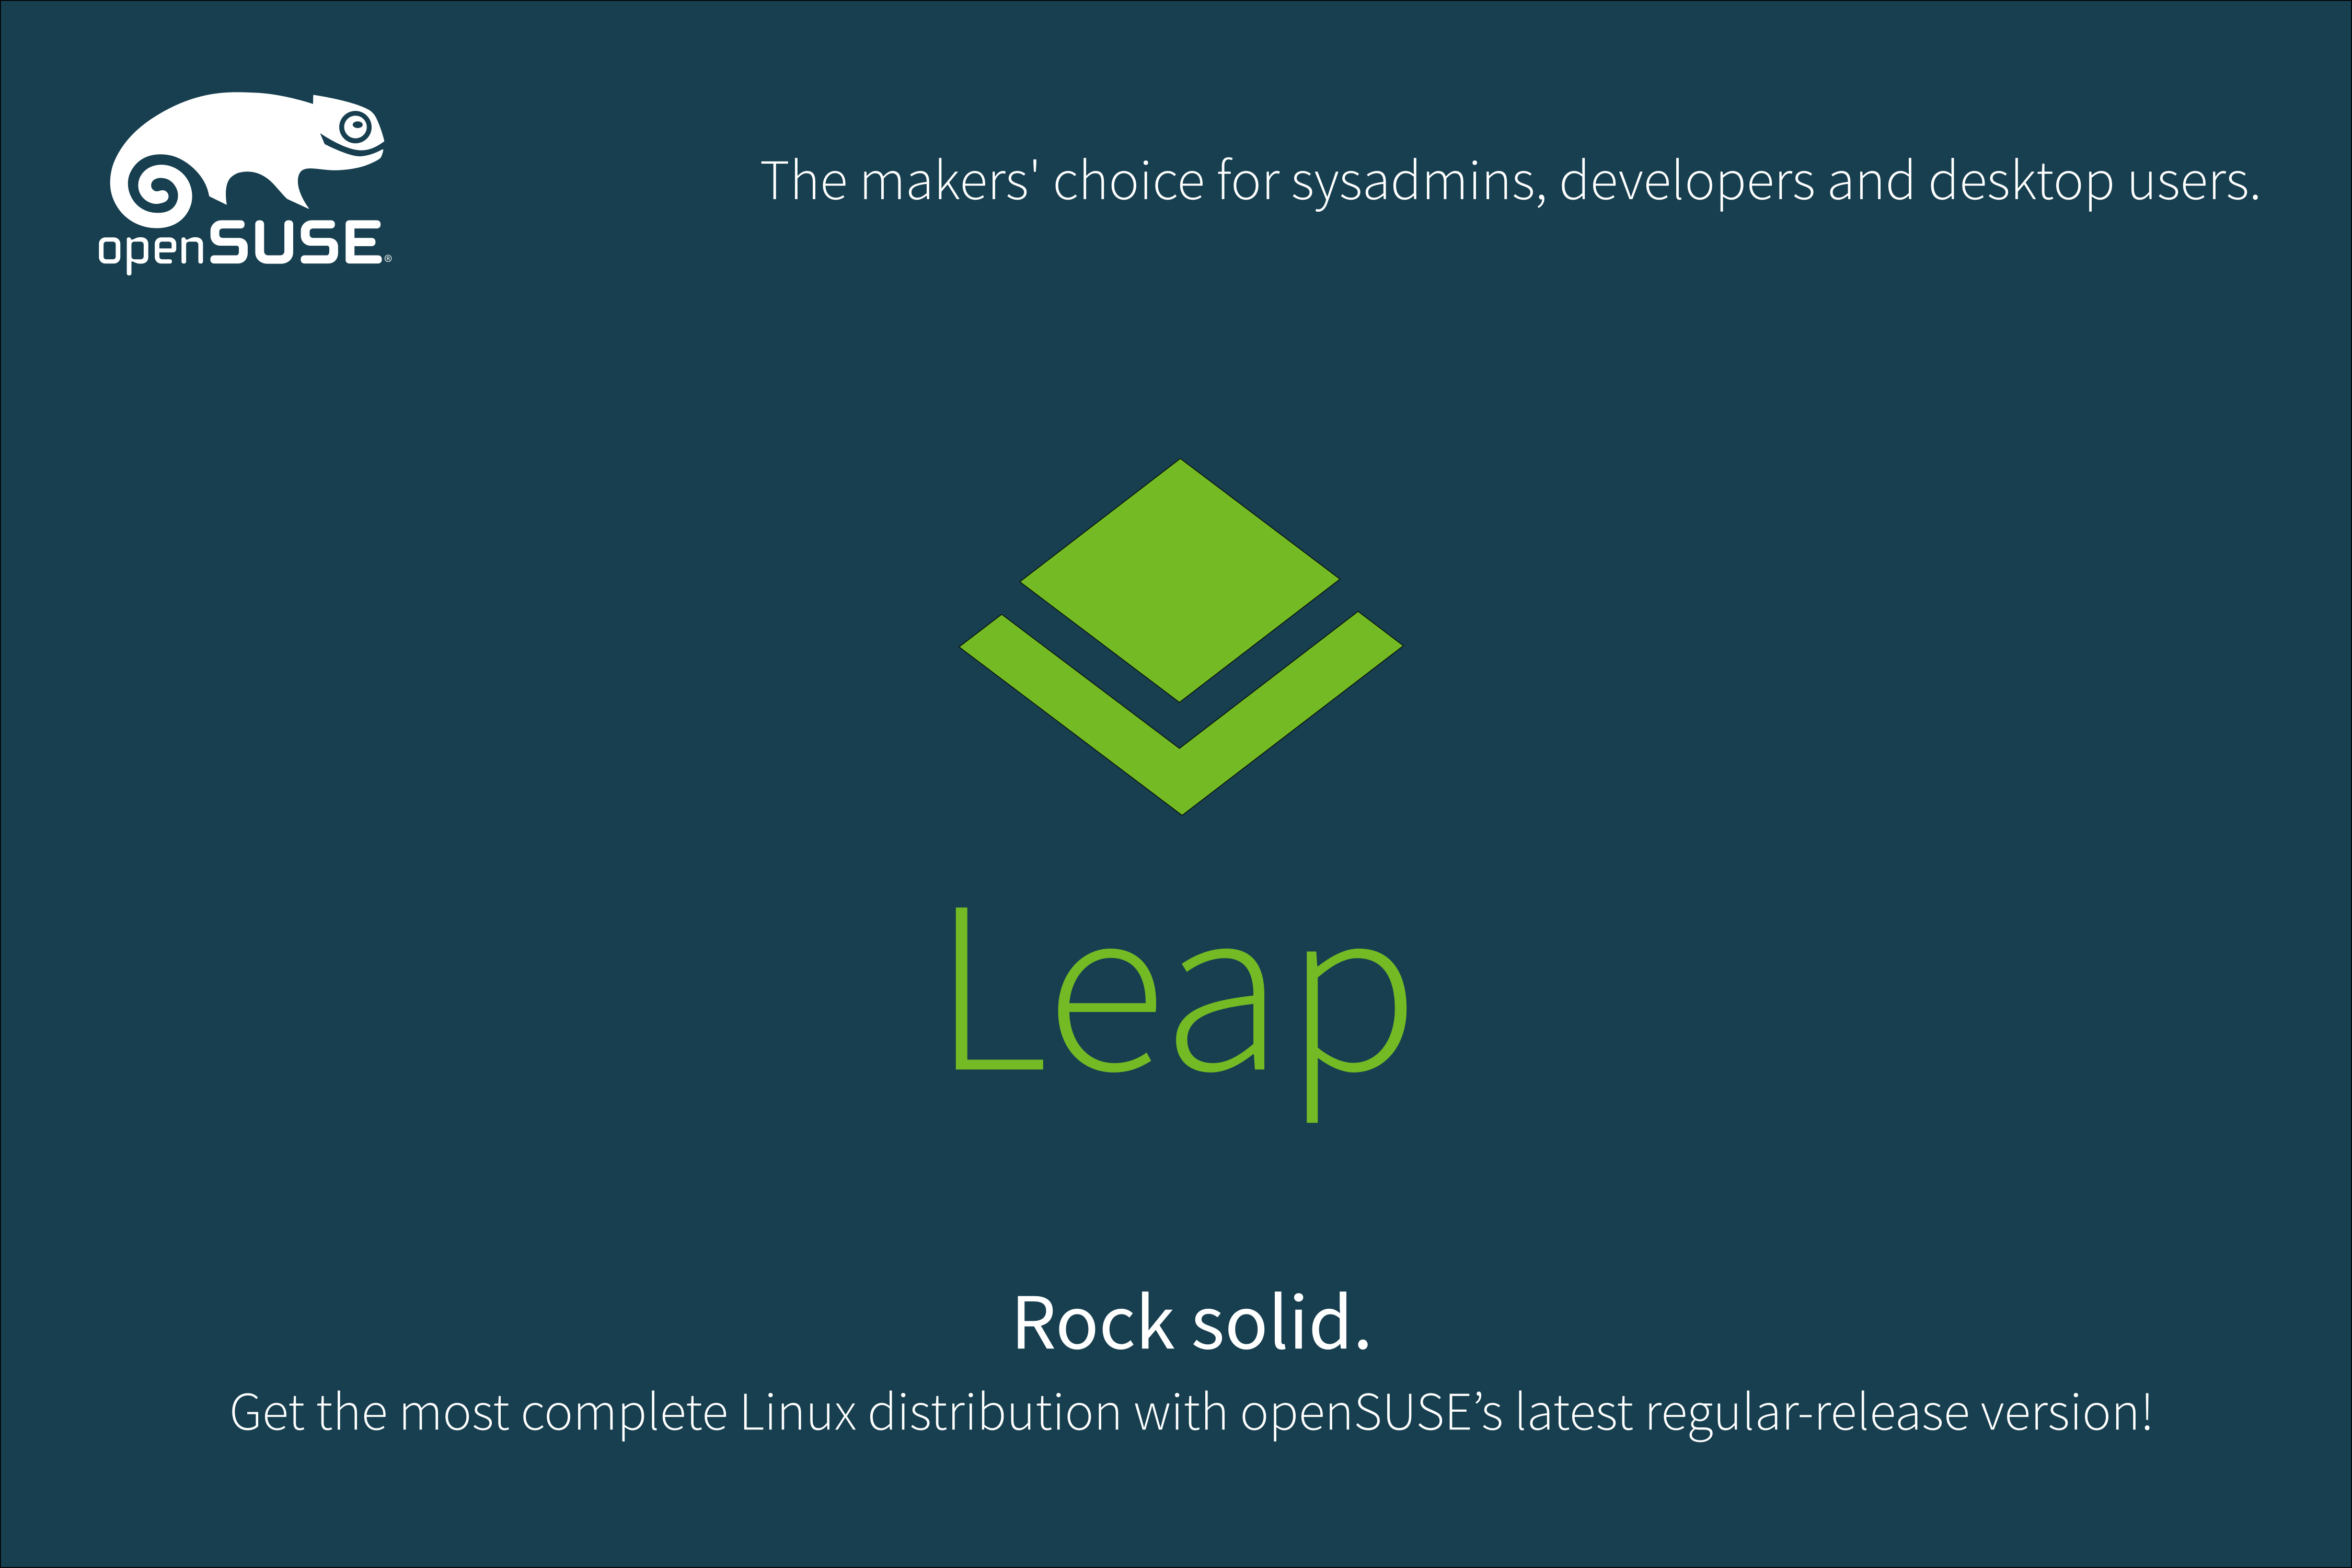 openSUSE®
The makers' choice for sysadmins, developers and desktop users.
Leap
Rock solid.
Get the most complete Linux distribution with openSUSE’s latest regular-release version!